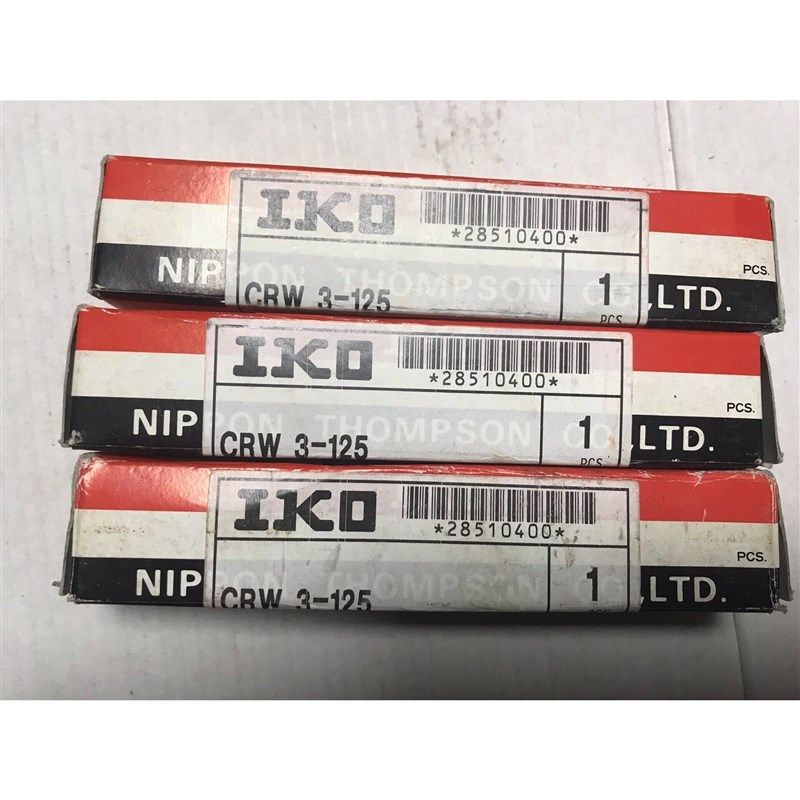 IKO
*28510400*
PCS.
NIPPON THOMPSON CO.,LTD.
CRW 3-125
1
PCS
IKO
*28510400*
PCS.
NIPPON THOMPSON CO.,LTD.
CRW 3-125
1
PCS
IKO
*28510400*
PCS.
NIPPON THOMPSON CO.,LTD.
CRW 3-125
1